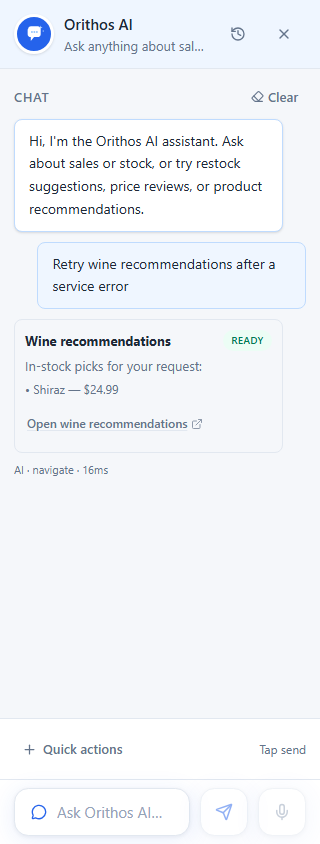 Orithos AI
Ask anything about sal...
CHAT
Clear
Hi, I'm the Orithos AI assistant. Ask
about sales or stock, or try restock
suggestions, price reviews, or product
recommendations.
Retry wine recommendations after a
service error
Wine recommendations
READY
In-stock picks for your request:
• Shiraz — $24.99
Open wine recommendations
AI · navigate · 16ms
Quick actions
Tap send
Ask Orithos AI...